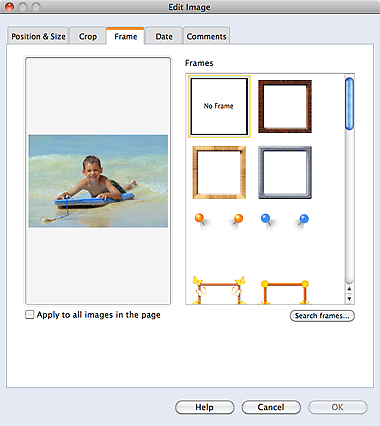 Edit Image
Position & Size Crop Frame Date Comments
Frames
No Frame
Apply to all images in the page
Search frames...
Help Cancel OK